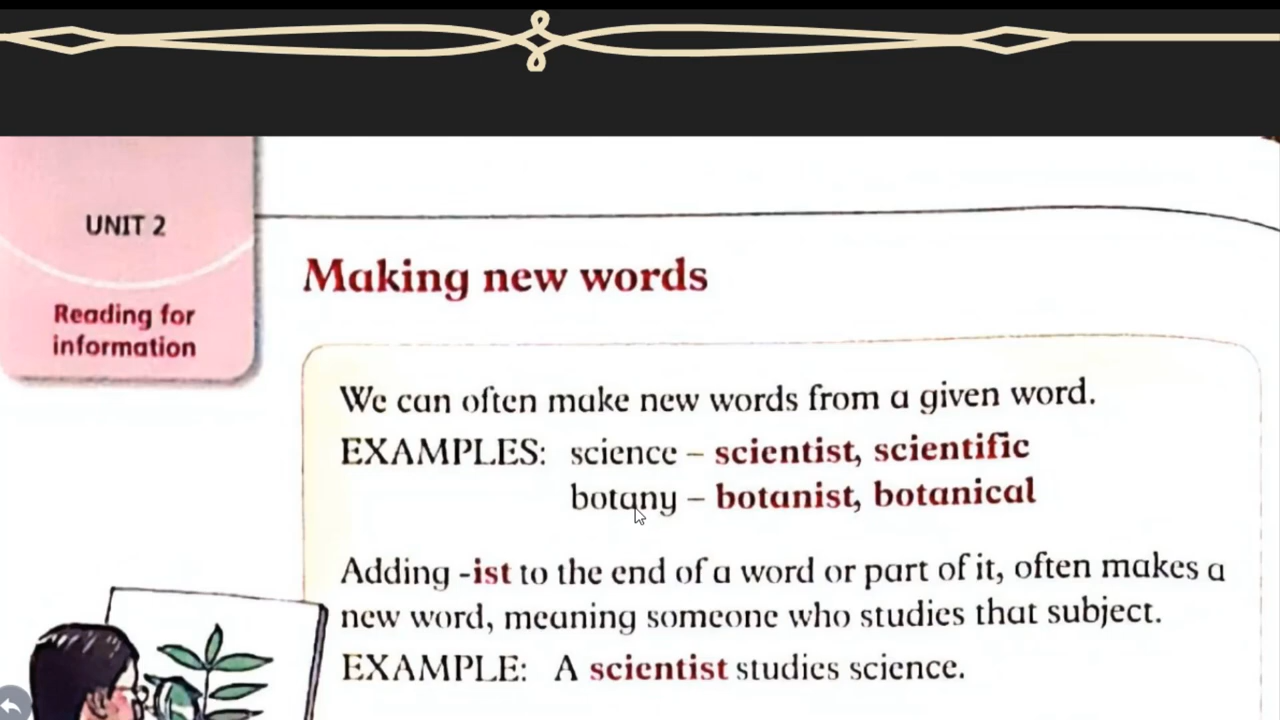 UNIT 2
Reading for
information
Making new words
We can often make new words from a given word.
EXAMPLES: science – scientist, scientific
botany – botanist, botanical
Adding -ist to the end of a word or part of it, often makes a
new word, meaning someone who studies that subject.
EXAMPLE: A scientist studies science.